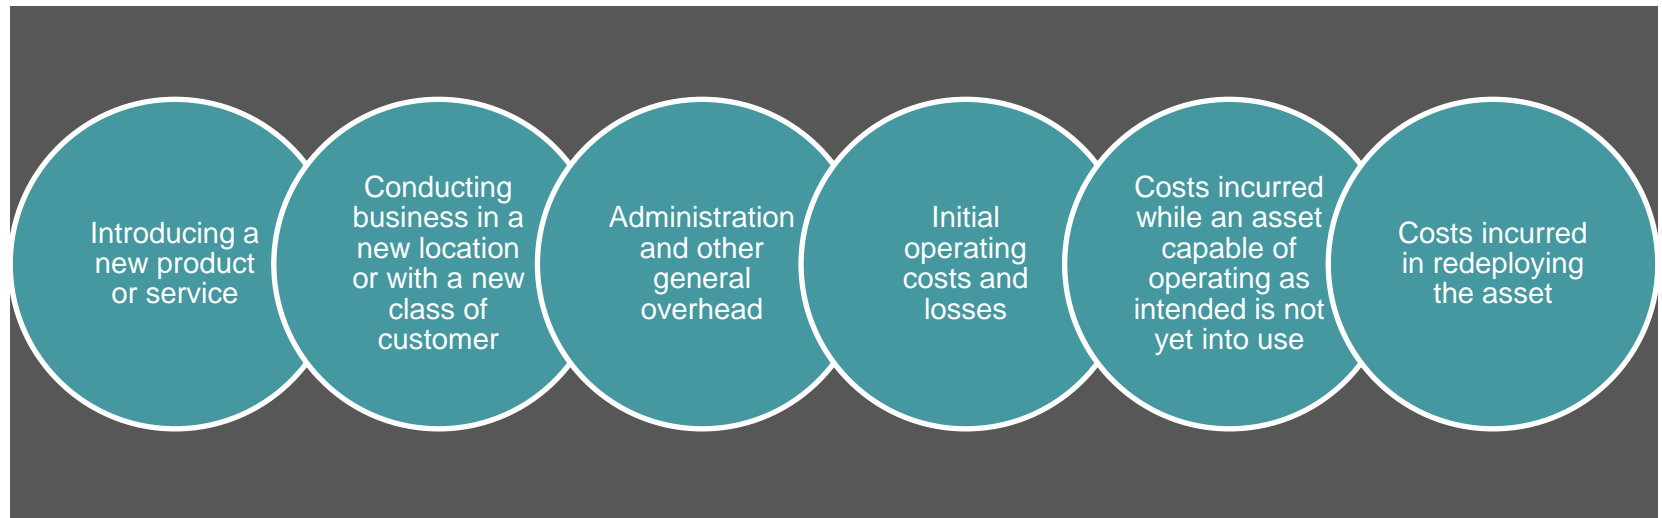 Introducing a
new product
or service
Conducting
business in a
new location
or with a new
class of
customer
Administration
and other
general
overhead
Initial
operating
costs and
losses
Costs incurred
while an asset
capable of
operating as
intended is not
yet into use
Costs incurred
in redeploying
the asset